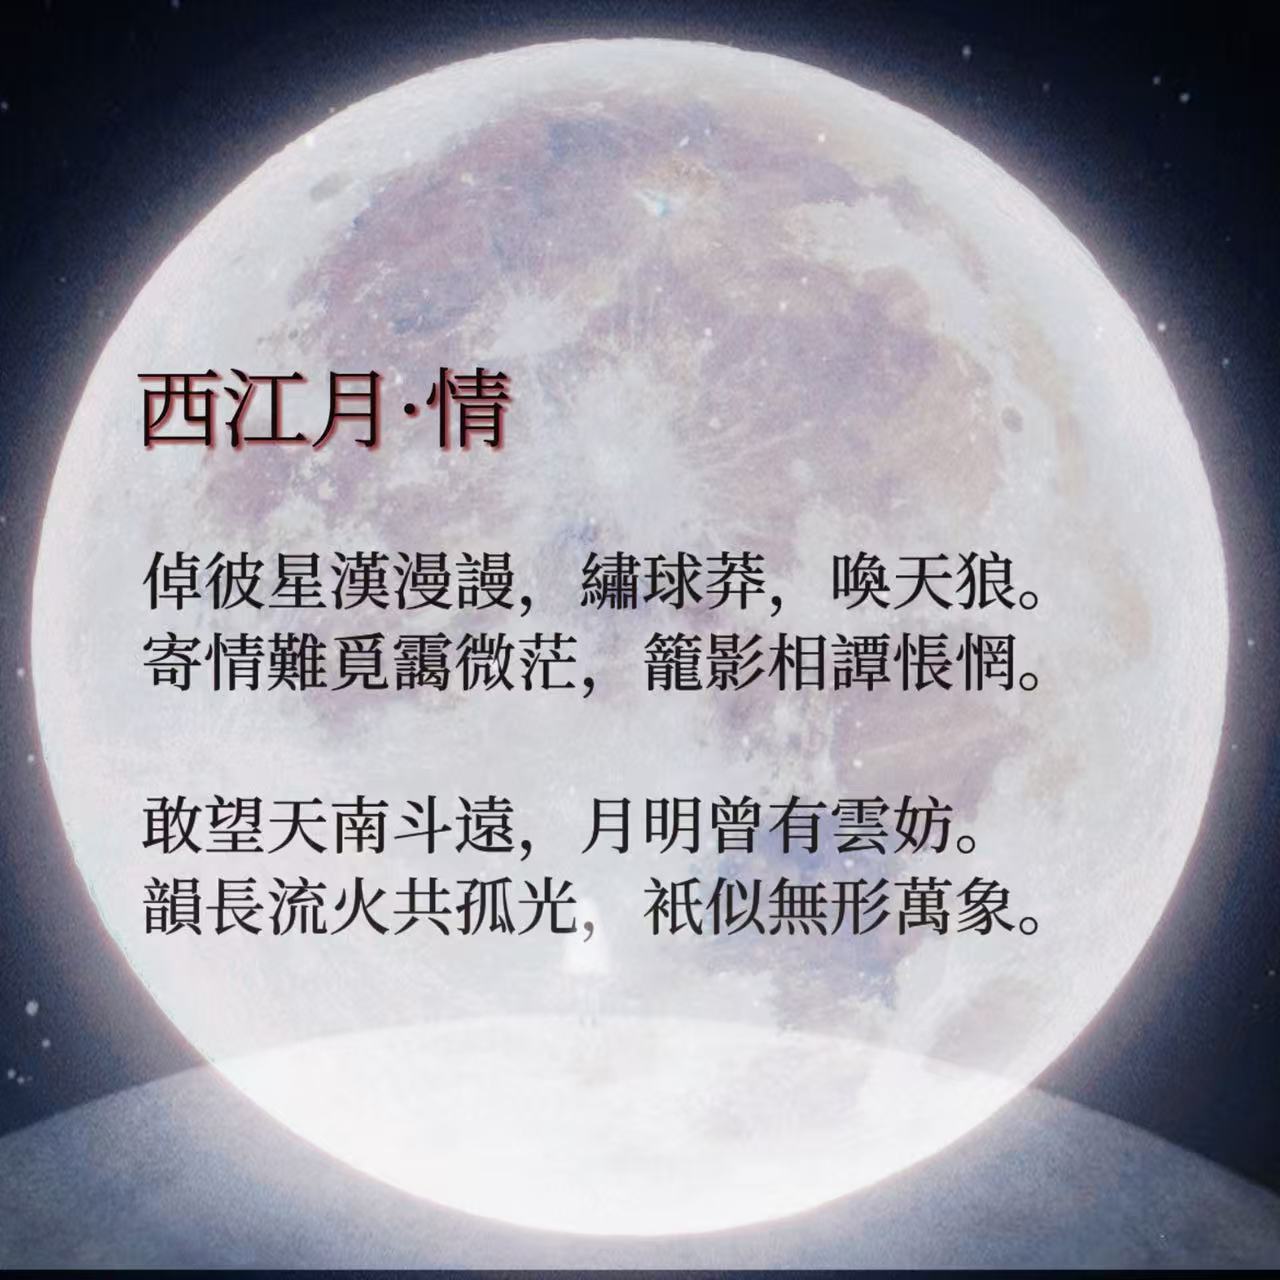 西江月·情
倬彼星漢漫謾，繡球莽，喚天狼。
寄情難覓靄微茫，籠影相譚悵惘。
敢望天南斗遠，月明曾有雲妨。
韻長流火共孤光，祇似無形萬象。